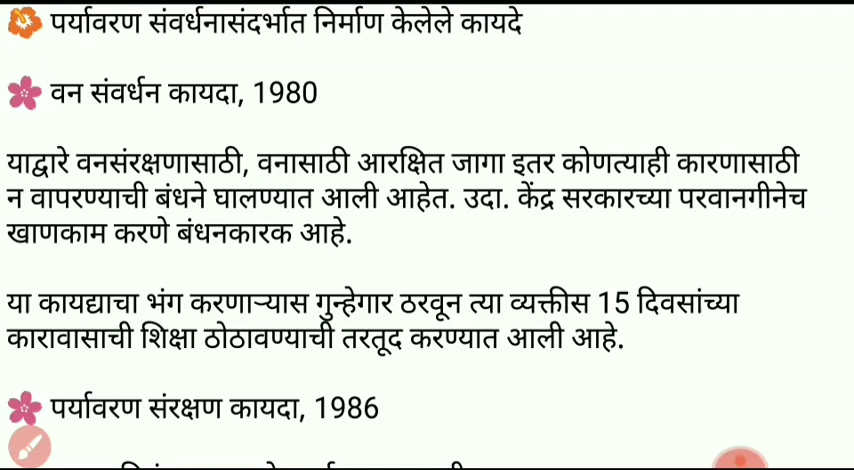 पर्यावरण संवर्धनासंदर्भात निर्माण केलेले कायदे
वन संवर्धन कायदा, 1980
याद्वारे वनसंरक्षणासाठी, वनासाठी आरक्षित जागा इतर कोणत्याही कारणासाठी
न वापरण्याची बंधने घालण्यात आली आहेत. उदा. केंद्र सरकारच्या परवानगीनेच
खाणकाम करणे बंधनकारक आहे.
या कायद्याचा भंग करणाऱ्यास गुन्हेगार ठरवून त्या व्यक्तीस 15 दिवसांच्या
कारावासाची शिक्षा ठोठावण्याची तरतूद करण्यात आली आहे.
पर्यावरण संरक्षण कायदा, 1986